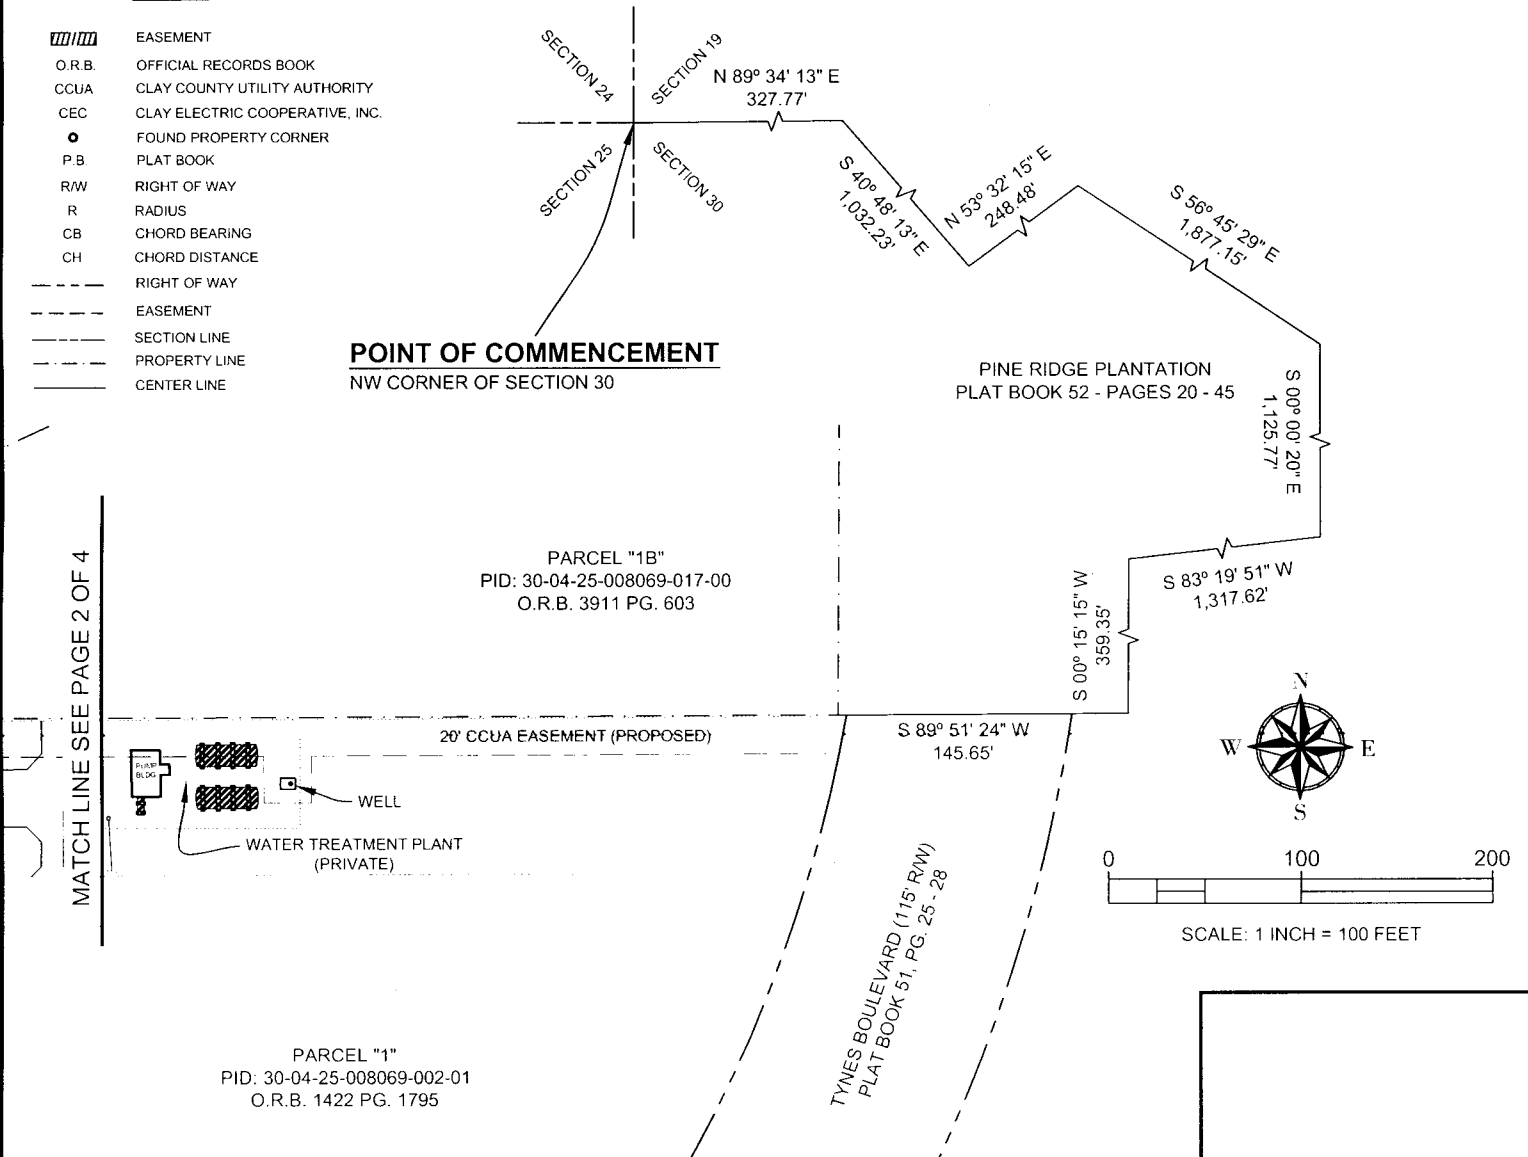 EASEMENT
O.R.B. OFFICIAL RECORDS BOOK
CCUA CLAY COUNTY UTILITY AUTHORITY
CEC CLAY ELECTRIC COOPERATIVE, INC.
FOUND PROPERTY CORNER
P.B. PLAT BOOK
R/W RIGHT OF WAY
R RADIUS
CB CHORD BEARING
CH CHORD DISTANCE
RIGHT OF WAY
EASEMENT
SECTION LINE
PROPERTY LINE
CENTER LINE
SECTION 24
SECTION 19
SECTION 25
SECTION 30
N 89° 34' 13" E
327.77'
S 40° 48' 13" E
1,032.23'
N 53° 32' 15" E
248.48'
S 56° 45' 29" E
1,877.15'
POINT OF COMMENCEMENT
NW CORNER OF SECTION 30
PINE RIDGE PLANTATION
PLAT BOOK 52 - PAGES 20 - 45
S 00° 00' 20" E
1,125.77'
S 83° 19' 51" W
1,317.62'
S 00° 15' 15" W
359.35'
PARCEL "1B"
PID: 30-04-25-008069-017-00
O.R.B. 3911 PG. 603
MATCH LINE SEE PAGE 2 OF 4
20' CCUA EASEMENT (PROPOSED)
S 89° 51' 24" W
145.65'
PUMP
BLDG
WELL
WATER TREATMENT PLANT
(PRIVATE)
N
W
E
S
0 100 200
SCALE: 1 INCH = 100 FEET
TYNES BOULEVARD (115' R/W)
PLAT BOOK 51, PG. 25 - 28
PARCEL "1"
PID: 30-04-25-008069-002-01
O.R.B. 1422 PG. 1795